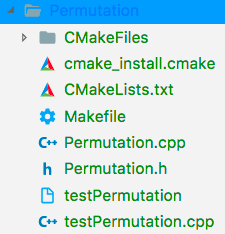 Permutation
CMakeFiles
cmake_install.cmake
CMakeLists.txt
Makefile
Permutation.cpp
Permutation.h
testPermutation
testPermutation.cpp